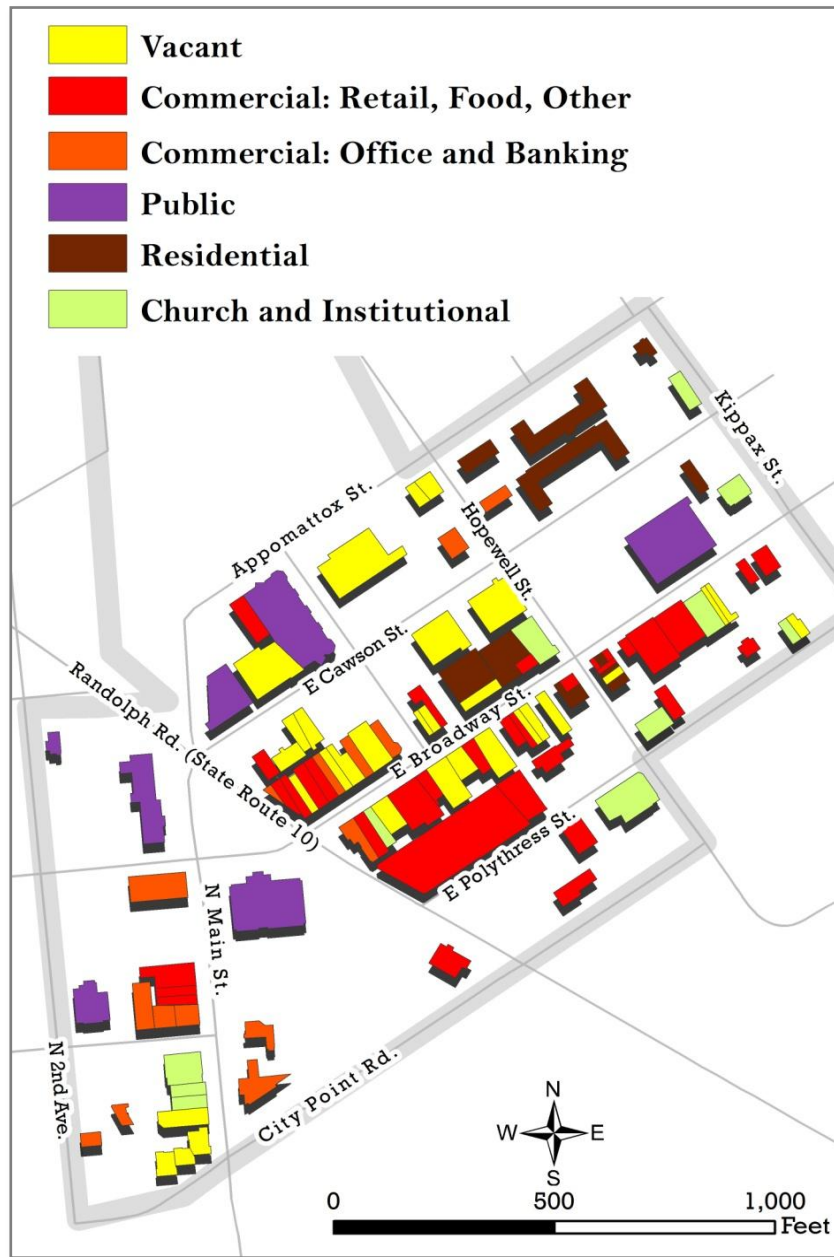 Vacant
Commercial: Retail, Food, Other
Commercial: Office and Banking
Public
Residential
Church and Institutional
Kippax St.
Appomattox St.
Hopewell St.
E Cawson St.
Randolph Rd. (State Route 10)
E Broadway St.
E Polythress St.
N Main St.
N 2nd Ave.
City Point Rd.
N
W E
S
0 500 1,000
Feet